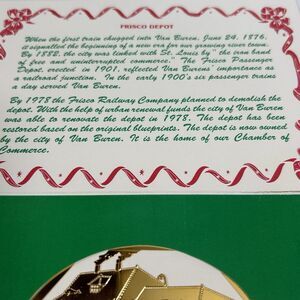 FRISCO DEPOT
When the first train chugged into Van Buren, June 24, 1876,
it signalled the beginning of a new era for our growing river town.
By 1882, the city was linked with St. Louis by "the iron band
of free and uninterrupted commerce." The Frisco Passenger
Depot, erected in 1901, reflected Van Burens' importance as
a railroad junction. In the early 1900's six passenger trains
a day served Van Buren.
By 1978 the Frisco Railway Company planned to demolish the
depot. With the help of urban renewal funds the city of Van Buren
was able to renovate the depot in 1978. The depot has been
restored based on the original blueprints. The depot is now owned
by the city of Van Buren. It is the home of our Chamber of
Commerce.